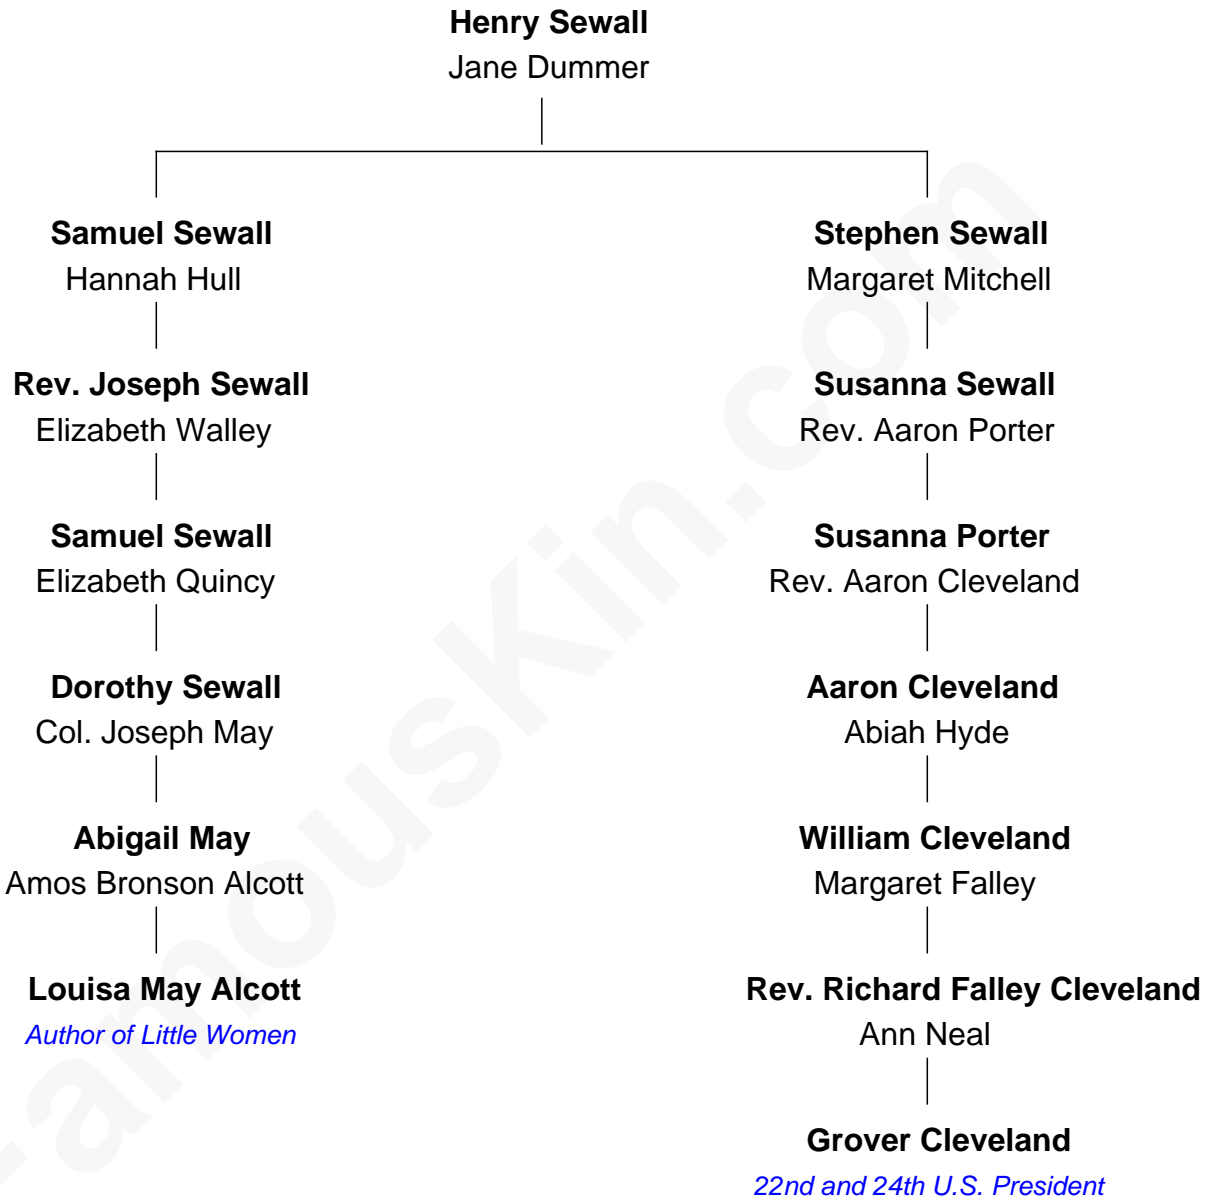 Henry Sewall
Jane Dummer
Samuel Sewall
Hannah Hull
Stephen Sewall
Margaret Mitchell
Rev. Joseph Sewall
Elizabeth Walley
Susanna Sewall
Rev. Aaron Porter
Samuel Sewall
Elizabeth Quincy
Susanna Porter
Rev. Aaron Cleveland
Dorothy Sewall
Col. Joseph May
Aaron Cleveland
Abiah Hyde
Abigail May
Amos Bronson Alcott
William Cleveland
Margaret Falley
Louisa May Alcott
Author of Little Women
Rev. Richard Falley Cleveland
Ann Neal
Grover Cleveland
22nd and 24th U.S. President
FamousKin.com